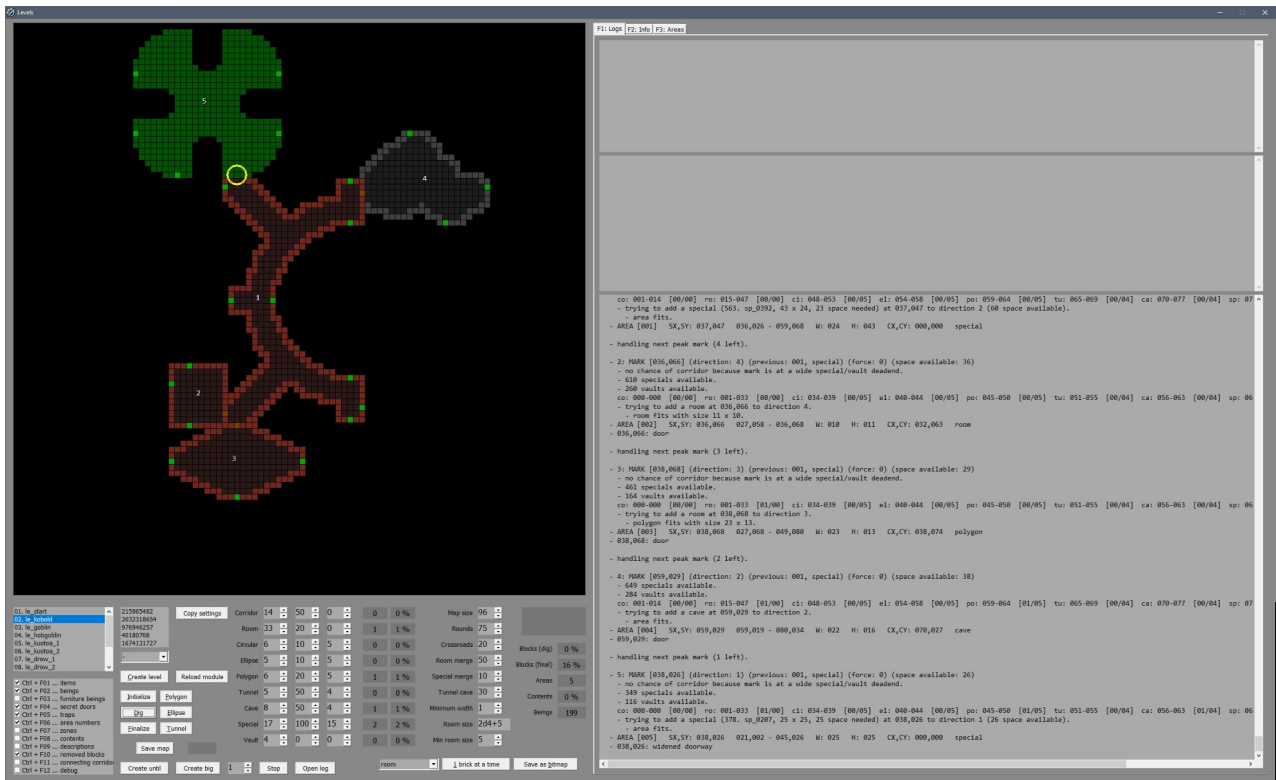 Levels
F1: Logs F2: Info F3: Areas
5
4
1
2
3
co: 001-014 [00/00] ro: 015-047 [00/00] ci: 048-053 [00/05] el: 054-058 [00/05] po: 059-064 [00/05] tu: 065-069 [00/04] ca: 070-077 [00/04] sp: 07
- trying to add a special (563. sp_0392, 43 x 24, 23 space needed) at 037,047 to direction 2 (60 space available).
- area fits.
- AREA [001] SX,SY: 037,047 036,026 - 059,068 W: 024 H: 043 CX,CY: 000,000 special
- handling next peak mark (4 left).
- 2: MARK [036,066] (direction: 4) (previous: 001, special) (force: 0) (space available: 36)
- no chance of corridor because mark is at a wide special/vault deadend.
- 610 specials available.
- 260 vaults available.
co: 000-000 [00/00] ro: 001-033 [00/00] ci: 034-039 [00/05] el: 040-044 [00/05] po: 045-050 [00/05] tu: 051-055 [00/04] ca: 056-063 [00/04] sp: 06
- trying to add a room at 036,066 to direction 4.
- room fits with size 11 x 10.
- AREA [002] SX,SY: 036,066 027,058 - 036,068 W: 010 H: 011 CX,CY: 032,063 room
- 036,066: door
- handling next peak mark (3 left).
- 3: MARK [038,068] (direction: 3) (previous: 001, special) (force: 0) (space available: 29)
- no chance of corridor because mark is at a wide special/vault deadend.
- 461 specials available.
- 164 vaults available.
co: 000-000 [00/00] ro: 001-033 [01/00] ci: 034-039 [00/05] el: 040-044 [00/05] po: 045-050 [00/05] tu: 051-055 [00/04] ca: 056-063 [00/04] sp: 06
- trying to add a room at 038,068 to direction 3.
- polygon fits with size 23 x 13.
- AREA [003] SX,SY: 038,068 027,068 - 049,080 W: 023 H: 013 CX,CY: 038,074 polygon
- 038,068: door
- handling next peak mark (2 left).
- 4: MARK [059,029] (direction: 2) (previous: 001, special) (force: 0) (space available: 38)
- 649 specials available.
- 284 vaults available.
co: 001-014 [00/00] ro: 015-047 [01/00] ci: 048-053 [00/05] el: 054-058 [00/05] po: 059-064 [01/05] tu: 065-069 [00/04] ca: 070-077 [00/04] sp: 07
- trying to add a cave at 059,029 to direction 2.
- area fits.
- AREA [004] SX,SY: 059,029 059,019 - 080,034 W: 022 H: 016 CX,CY: 070,027 cave
- 059,029: door
- handling next peak mark (1 left).
- 5: MARK [038,026] (direction: 1) (previous: 001, special) (force: 0) (space available: 26)
- no chance of corridor because mark is at a wide special/vault deadend.
- 349 specials available.
- 116 vaults available.
co: 000-000 [00/00] ro: 001-033 [01/00] ci: 034-039 [00/05] el: 040-044 [00/05] po: 045-050 [01/05] tu: 051-055 [00/04] ca: 056-063 [01/04] sp: 06
- trying to add a special (378. sp_0207, 25 x 25, 25 space needed) at 038,026 to direction 1 (26 space available).
- area fits.
- AREA [005] SX,SY: 038,026 021,002 - 045,026 W: 025 H: 025 CX,CY: 000,000 special
- 038,026: widened doorway
01. le_start
02. le_kobold
03. le_goblin
04. le_hobgoblin
05. le_kuotoa_1
06. le_kuotoa_2
07. le_drow_1
08. le_drow_2
Ctrl + F02 ... items
Ctrl + F02 ... beings
Ctrl + F03 ... furniture beings
Ctrl + F04 ... secret doors
Ctrl + F05 ... traps
Ctrl + F06 ... area numbers
Ctrl + F07 ... zones
Ctrl + F08 ... contents
Ctrl + F09 ... descriptions
Ctrl + F10 ... removed blocks
Ctrl + F11 ... connecting corridor
Ctrl + F12 ... debug
215965482
2032318654
976946257
40180708
1674131727
-
Copy settings
Create level Reload module
Initialize Polygon
Dig Ellipse
Finalize Tunnel
Save map
Create until Create big 1 Stop Open log
Corridor 14 50 0 0 0 %
Room 33 20 0 1 1 %
Circular 6 10 5 0 0 %
Ellipse 5 10 5 0 0 %
Polygon 6 20 5 1 1 %
Tunnel 5 50 4 0 0 %
Cave 8 50 4 1 1 %
Special 17 100 15 2 2 %
Vault 4 0 0 0 0 %
Map size 96
Rounds 75
Crossroads 20
Room merge 50
Special merge 10
Tunnel cave 30
Minimum width 1
Room size 2d4+5
Min room size 5
Blocks (dig) 0 %
Blocks (final) 16 %
Areas 5
Contents 0 %
Beings 199
room 1 brick at a time Save as bitmap